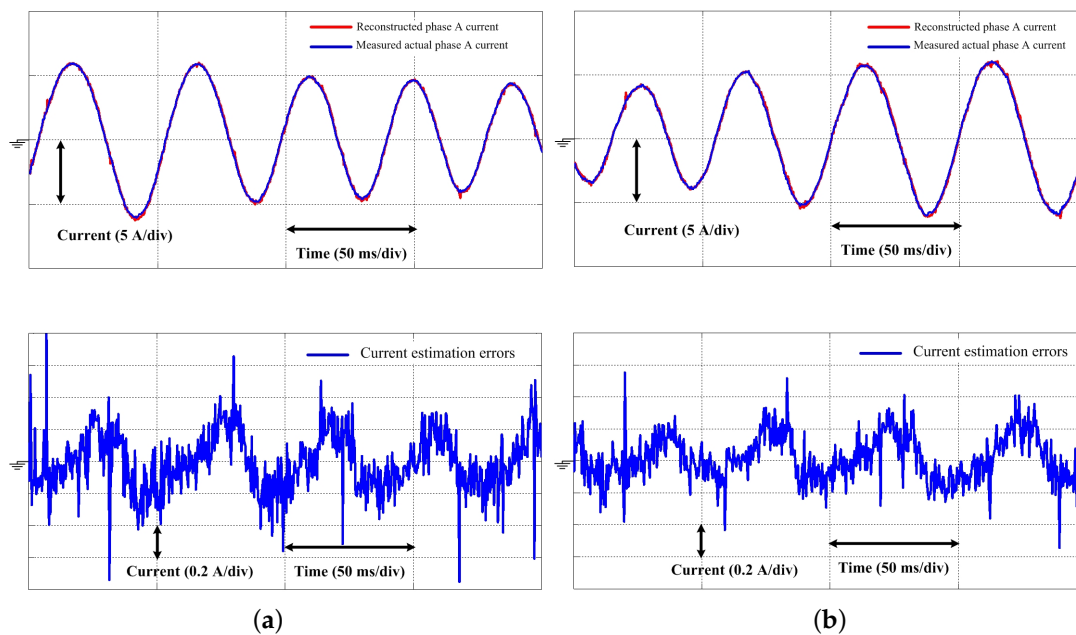 Reconstructed phase A current
Measured actual phase A current
Current (5 A/div)
Time (50 ms/div)
Reconstructed phase A current
Measured actual phase A current
Current (5 A/div)
Time (50 ms/div)
Current estimation errors
Current (0.2 A/div)
Time (50 ms/div)
Current estimation errors
Current (0.2 A/div)
Time (50 ms/div)
(a)
(b)